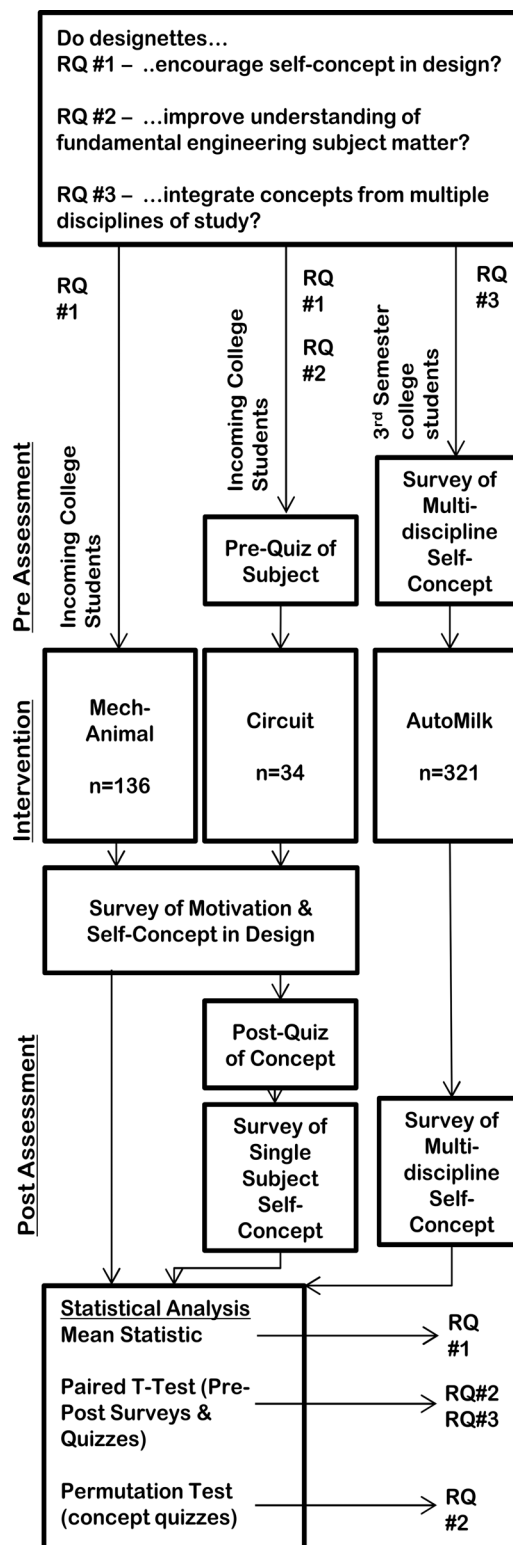 Do designettes…
RQ #1 – ..encourage self-concept in design?
RQ #2 – …improve understanding of
fundamental engineering subject matter?
RQ #3 – …integrate concepts from multiple
disciplines of study?
RQ
#1
RQ
#1
RQ
#2
RQ
#3
Incoming College
Students
Incoming College
Students
3rd Semester
college
students
Pre Assessment
Pre-Quiz of
Subject
Survey of
Multi-
discipline
Self-
Concept
Intervention
Mech-
Animal
n=136
Circuit
n=34
AutoMilk
n=321
Survey of Motivation &
Self-Concept in Design
Post Assessment
Post-Quiz
of Concept
Survey of
Single
Subject
Self-
Concept
Survey of
Multi-
discipline
Self-
Concept
Statistical Analysis
Mean Statistic
RQ
#1
Paired T-Test (Pre-
Post Surveys &
Quizzes)
RQ#2
RQ#3
Permutation Test
(concept quizzes)
RQ
#2